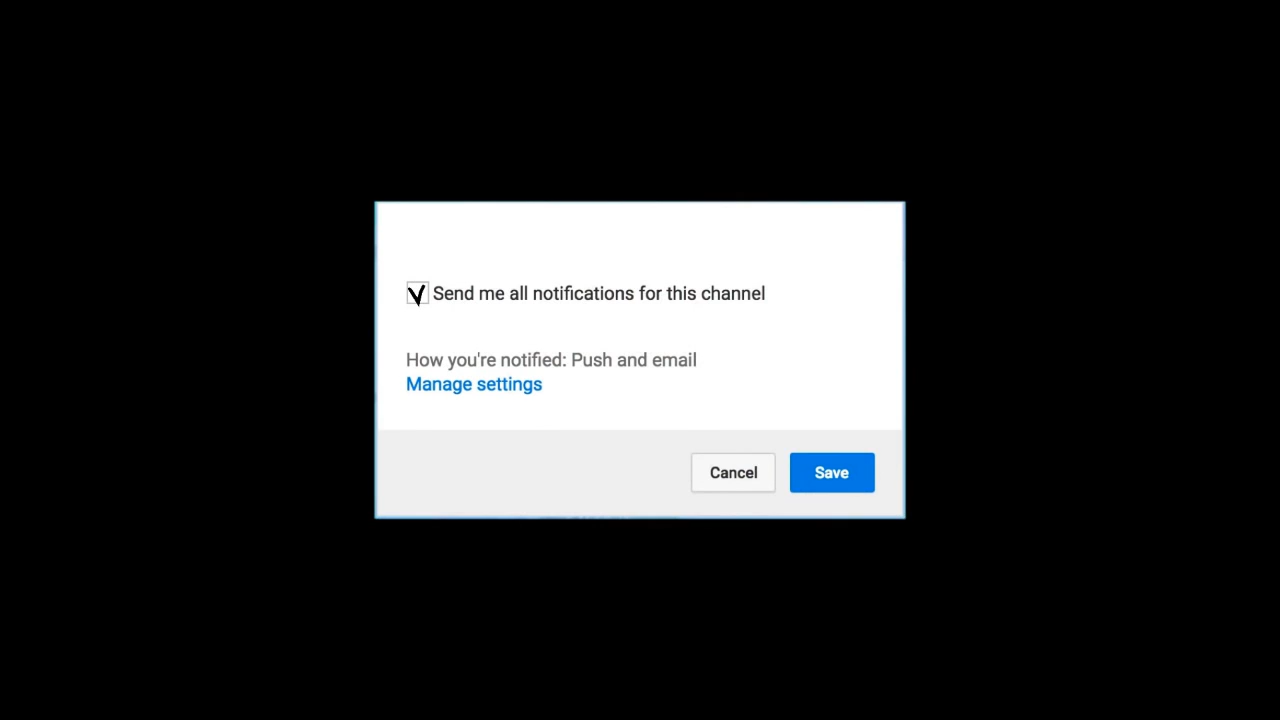 Send me all notifications for this channel
How you're notified: Push and email
Manage settings
Cancel Save